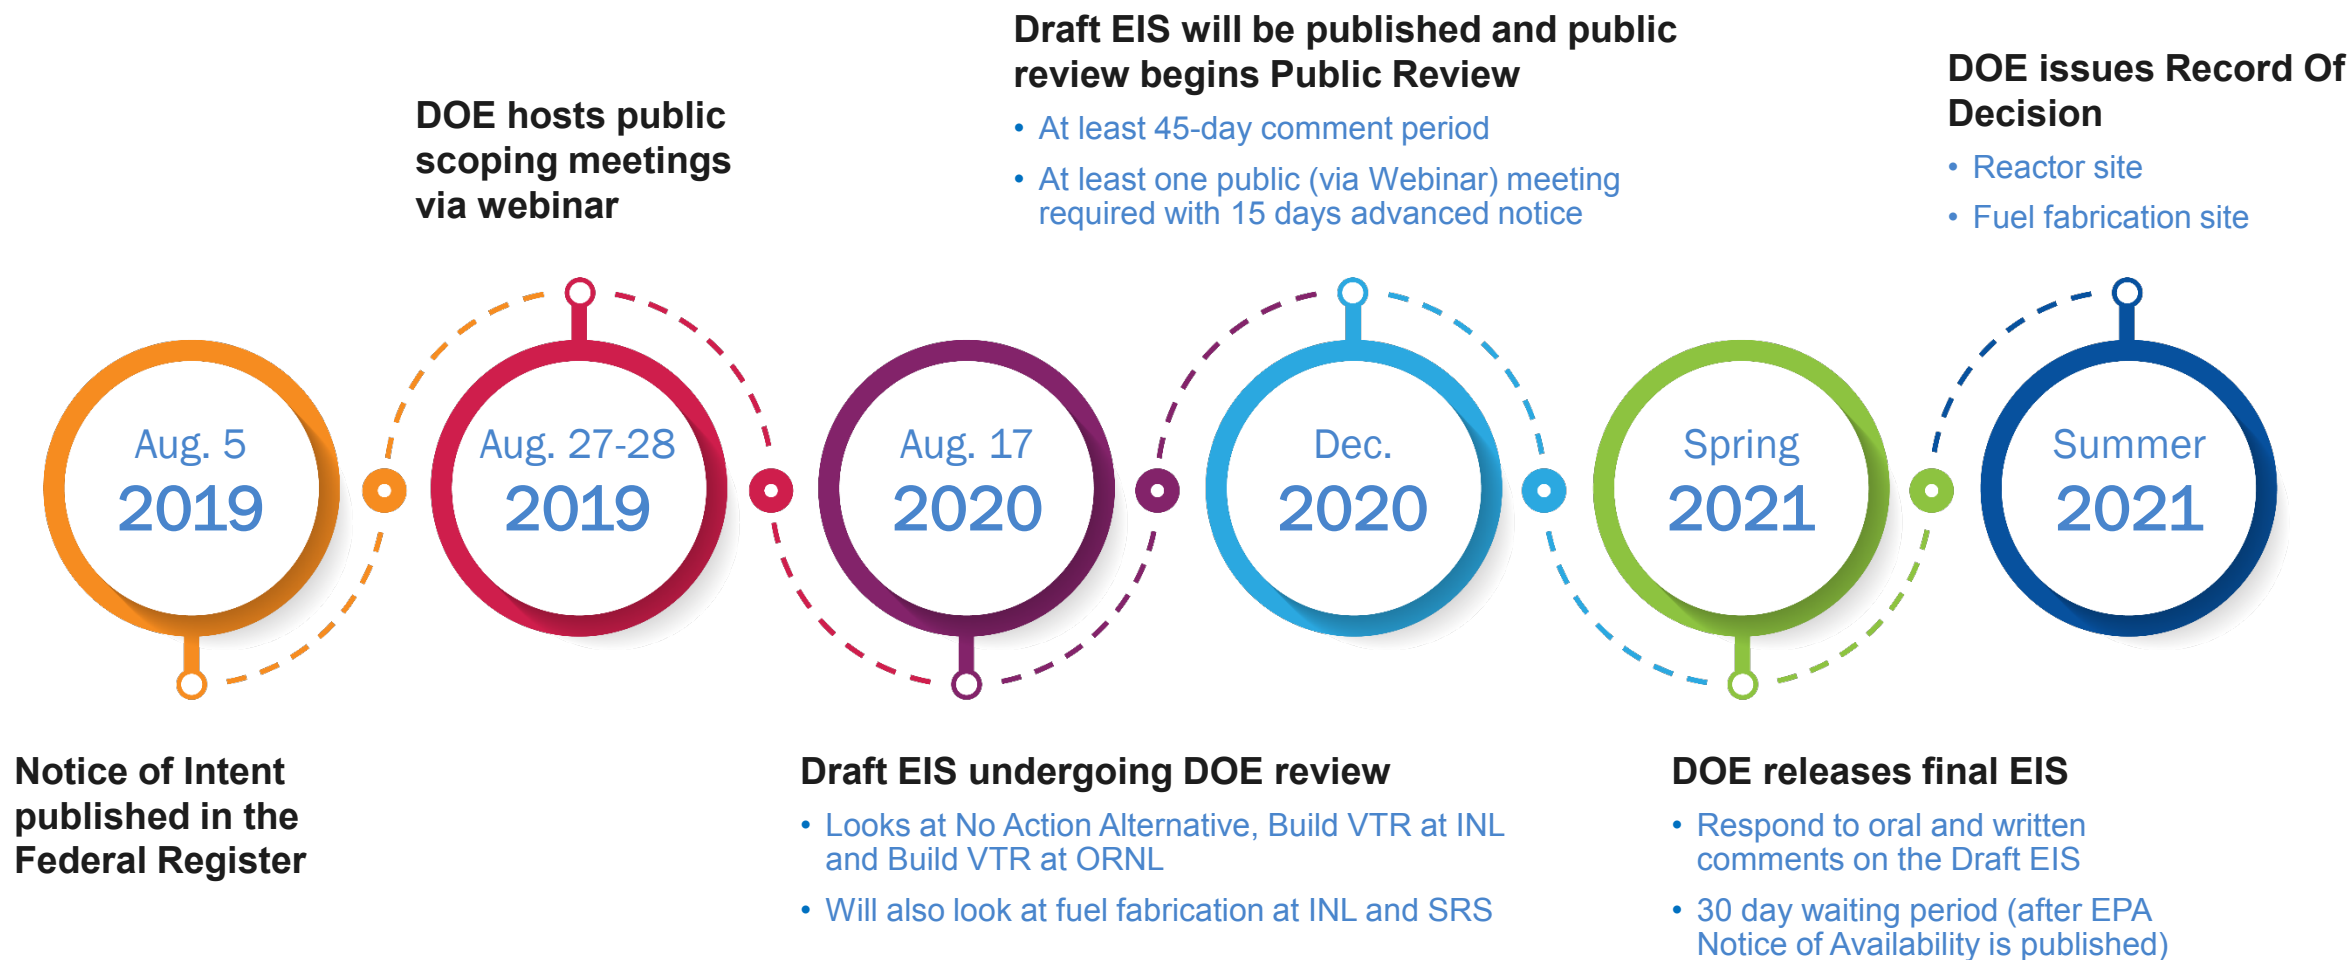 Draft EIS will be published and public
review begins Public Review
• At least 45-day comment period
• At least one public (via Webinar) meeting
required with 15 days advanced notice
DOE issues Record Of
Decision
• Reactor site
• Fuel fabrication site
DOE hosts public
scoping meetings
via webinar
Aug. 5
2019
Aug. 27-28
2019
Aug. 17
2020
Dec.
2020
Spring
2021
Summer
2021
Notice of Intent
published in the
Federal Register
Draft EIS undergoing DOE review
• Looks at No Action Alternative, Build VTR at INL
and Build VTR at ORNL
• Will also look at fuel fabrication at INL and SRS
DOE releases final EIS
• Respond to oral and written
comments on the Draft EIS
• 30 day waiting period (after EPA
Notice of Availability is published)